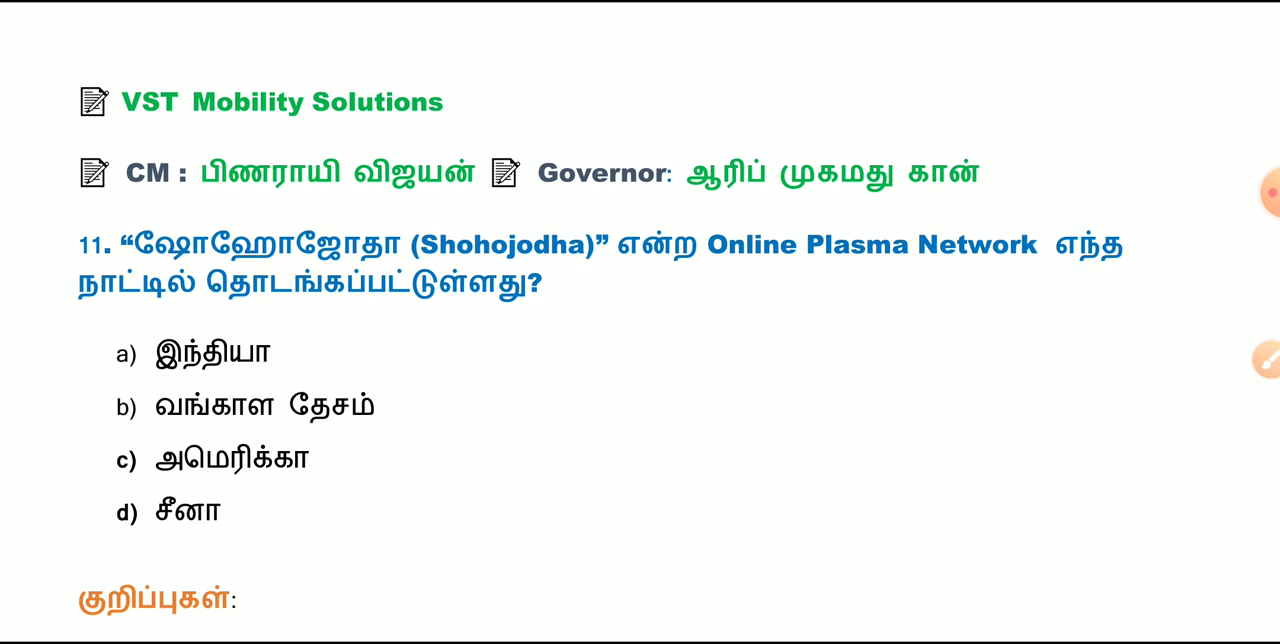 📝 VST Mobility Solutions
📝 CM : பிணராயி விஜயன் 📝 Governor: ஆரிப் முகமது கான்
11. “ஷோஹோஜோதா (Shohojodha)” என்ற Online Plasma Network எந்த
நாட்டில் தொடங்கப்பட்டுள்ளது?
a) இந்தியா
b) வங்காள தேசம்
c) அமெரிக்கா
d) சீனா
குறிப்புகள்: